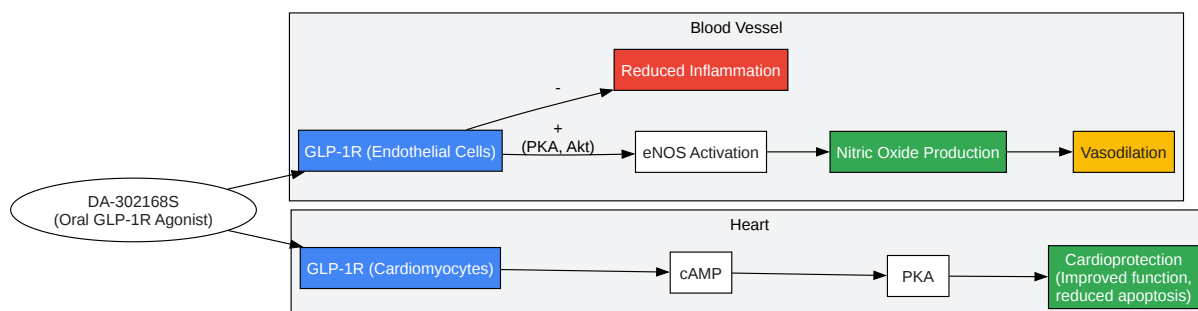 Blood Vessel
Reduced Inflammation
-
+
(PKA, Akt)
GLP-1R (Endothelial Cells)
eNOS Activation
Nitric Oxide Production
Vasodilation
DA-302168S
(Oral GLP-1R Agonist)
Heart
GLP-1R (Cardiomyocytes)
cAMP
PKA
Cardioprotection
(Improved function,
reduced apoptosis)